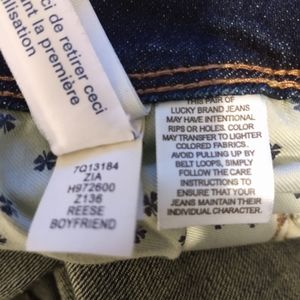 ci de retirer ceci
ant la première
ilisation
7Q13184
ZIA
H972600
Z136
REESE
BOYFRIEND
THIS PAIR OF
LUCKY BRAND JEANS
MAY HAVE INTENTIONAL
RIPS OR HOLES. COLOR
MAY TRANSFER TO LIGHTER
COLORED FABRICS.
AVOID PULLING UP BY
BELT LOOPS, SIMPLY
FOLLOW THE CARE
INSTRUCTIONS TO
ENSURE THAT YOUR
JEANS MAINTAIN THEIR
INDIVIDUAL CHARACTER.